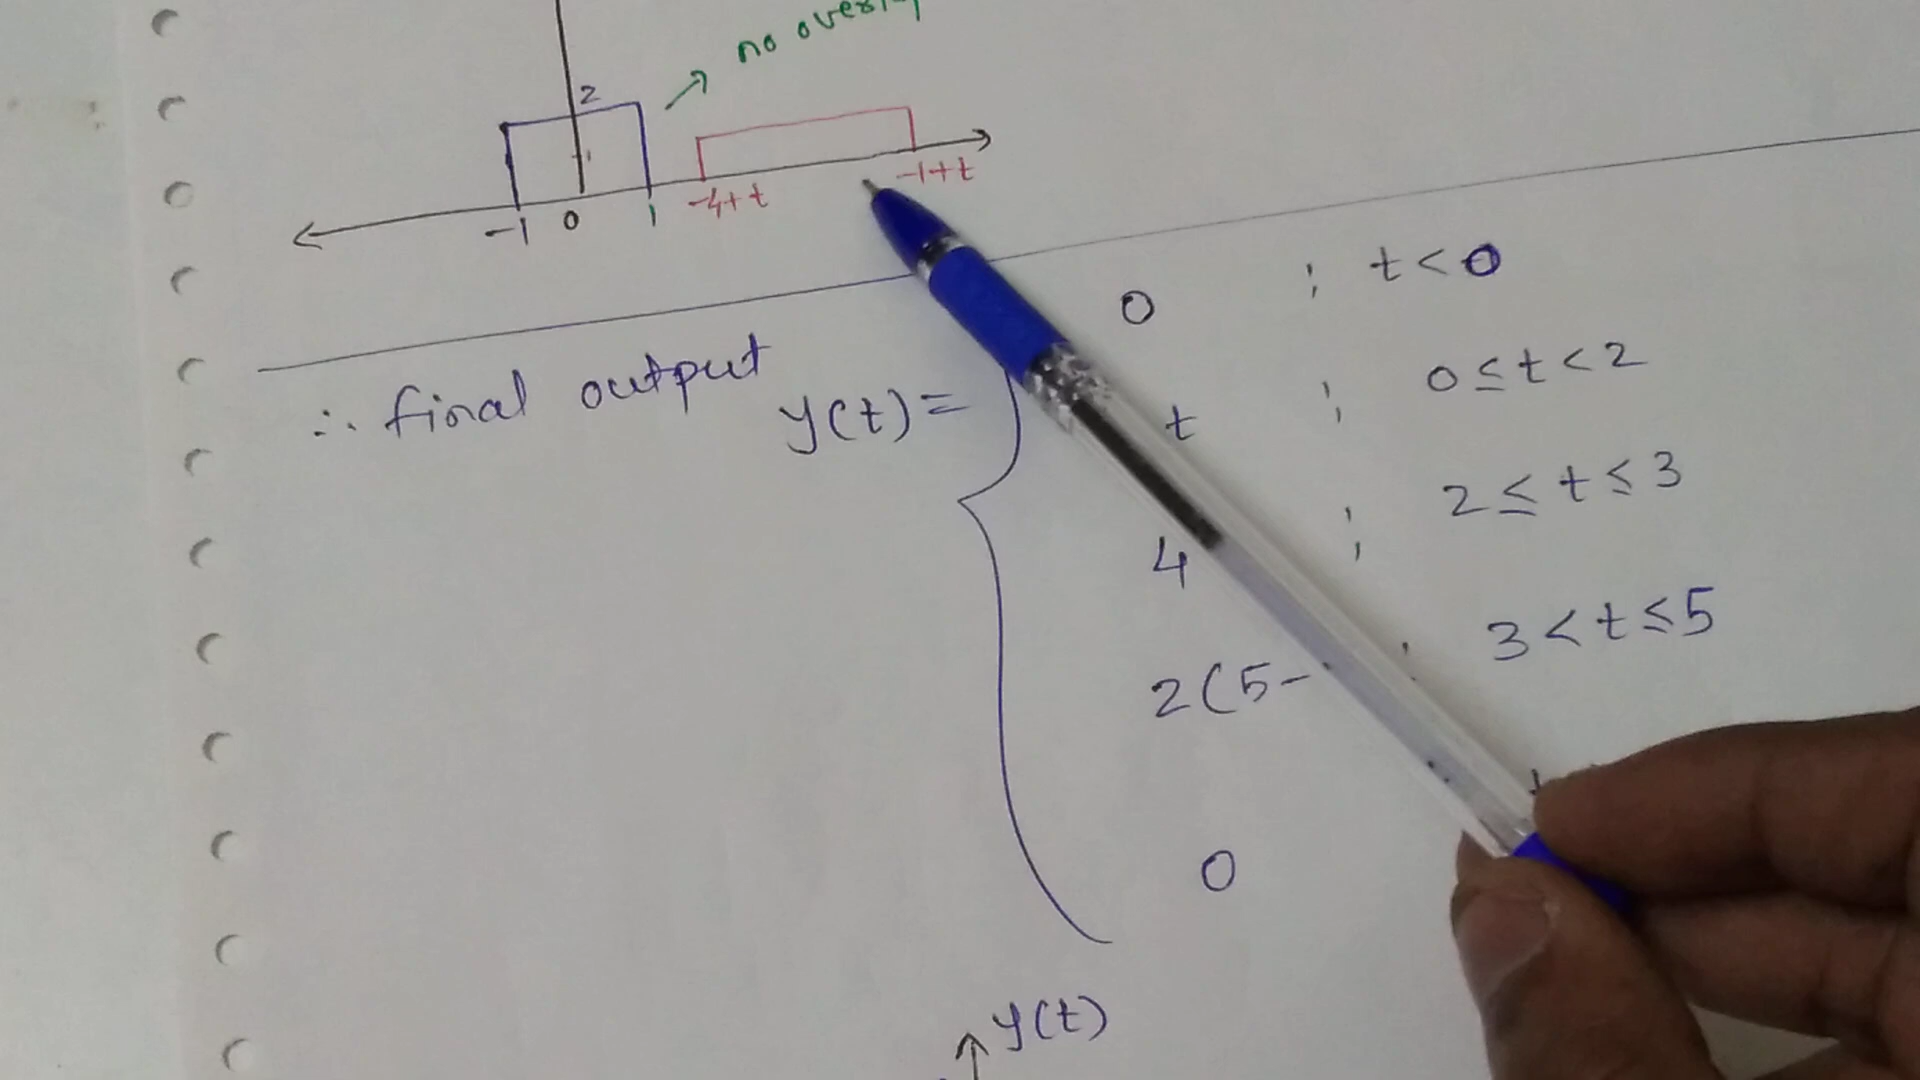 no
2
-1 0 1 -4+t -1+t
0 ; t<0
∴ final output y(t)= t ; 0≤t<2
4 ; 2≤t≤3
2(5- 3<t≤5
0
y(t)